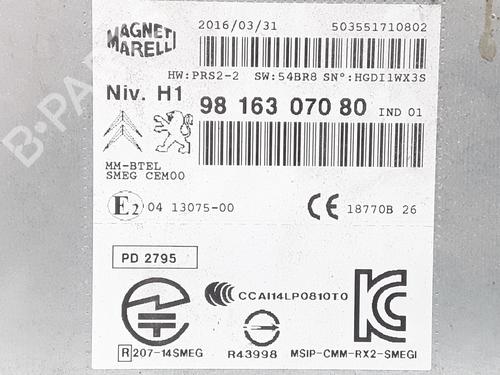 MAGNETI MARELLI
2016/03/31 503551710802
HW:PRS2-2 SW:54BR8 SN°:HGDI1WX3S
Niv. H1 98 163 070 80 IND 01
MM-BTEL
SMEG CEM00
E2 04 13075-00 CE 18770B 26
PD 2795
CCAI14LP0810T0
R 207-14SMEG R43998 MSIP-CMM-RX2-SMEGI
B-PARTS